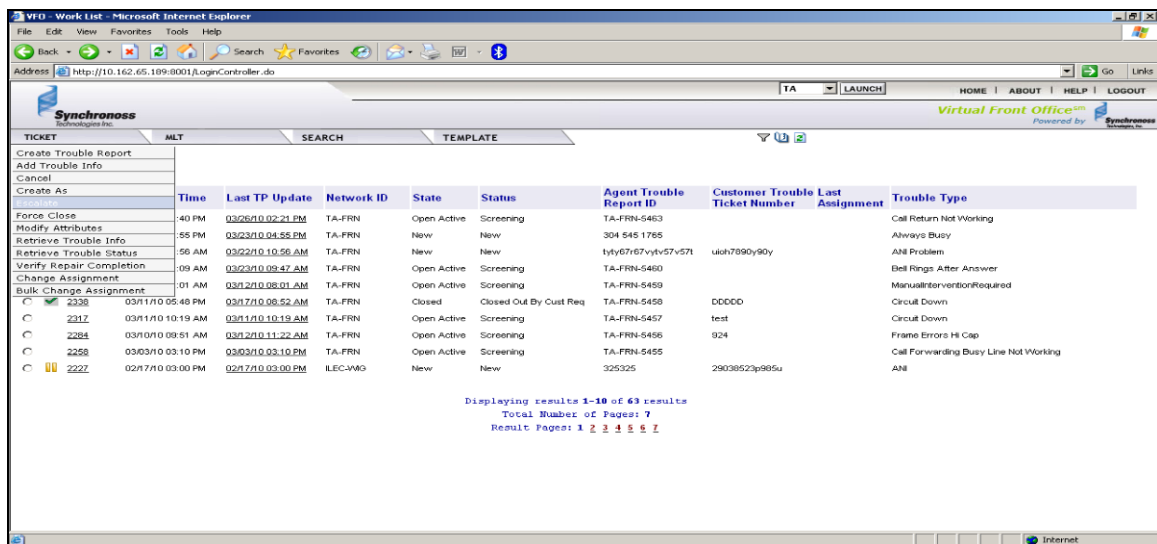 VFO - Work List - Microsoft Internet Explorer
File Edit View Favorites Tools Help
Back Search Favorites
Address http://10.162.65.189:8001/LoginController.do Go Links
TA LAUNCH HOME | ABOUT | HELP | LOGOUT
Synchronoss
Technologies Inc.
Virtual Front Office℠
Powered by Synchronoss
TICKET MLT SEARCH TEMPLATE
Create Trouble Report
Add Trouble Info
Cancel
Create As
Escalate
Force Close
Modify Attributes
Retrieve Trouble Info
Retrieve Trouble Status
Verify Repair Completion
Change Assignment
Bulk Change Assignment
Time Last TP Update Network ID State Status Agent Trouble Report ID Customer Trouble Ticket Number Last Assignment Trouble Type
:40 PM 03/26/10 02:21 PM TA-FRN Open Active Screening TA-FRN-5463 Call Return Not Working
:55 PM 03/23/10 04:55 PM TA-FRN New New 304 545 1765 Always Busy
:56 AM 03/22/10 10:56 AM TA-FRN New New tyty67r67vytv57v57t uioh7890y90y ANI Problem
:09 AM 03/23/10 09:47 AM TA-FRN Open Active Screening TA-FRN-5460 Bell Rings After Answer
:01 AM 03/12/10 08:01 AM TA-FRN Open Active Screening TA-FRN-5459 ManualInterventionRequired
2338 03/11/10 05:48 PM 03/17/10 08:52 AM TA-FRN Closed Closed Out By Cust Req TA-FRN-5458 DDDDD Circuit Down
2317 03/11/10 10:19 AM 03/11/10 10:19 AM TA-FRN Open Active Screening TA-FRN-5457 test Circuit Down
2284 03/10/10 09:51 AM 03/12/10 11:22 AM TA-FRN Open Active Screening TA-FRN-5456 924 Frame Errors Hi Cap
2258 03/03/10 03:10 PM 03/03/10 03:10 PM TA-FRN Open Active Screening TA-FRN-5455 Call Forwarding Busy Line Not Working
2227 02/17/10 03:00 PM 02/17/10 03:00 PM ILEC-WIG New New 325325 29038523p985u ANI
Displaying results 1-10 of 63 results
Total Number of Pages: 7
Result Pages: 1 2 3 4 5 6 7
Internet